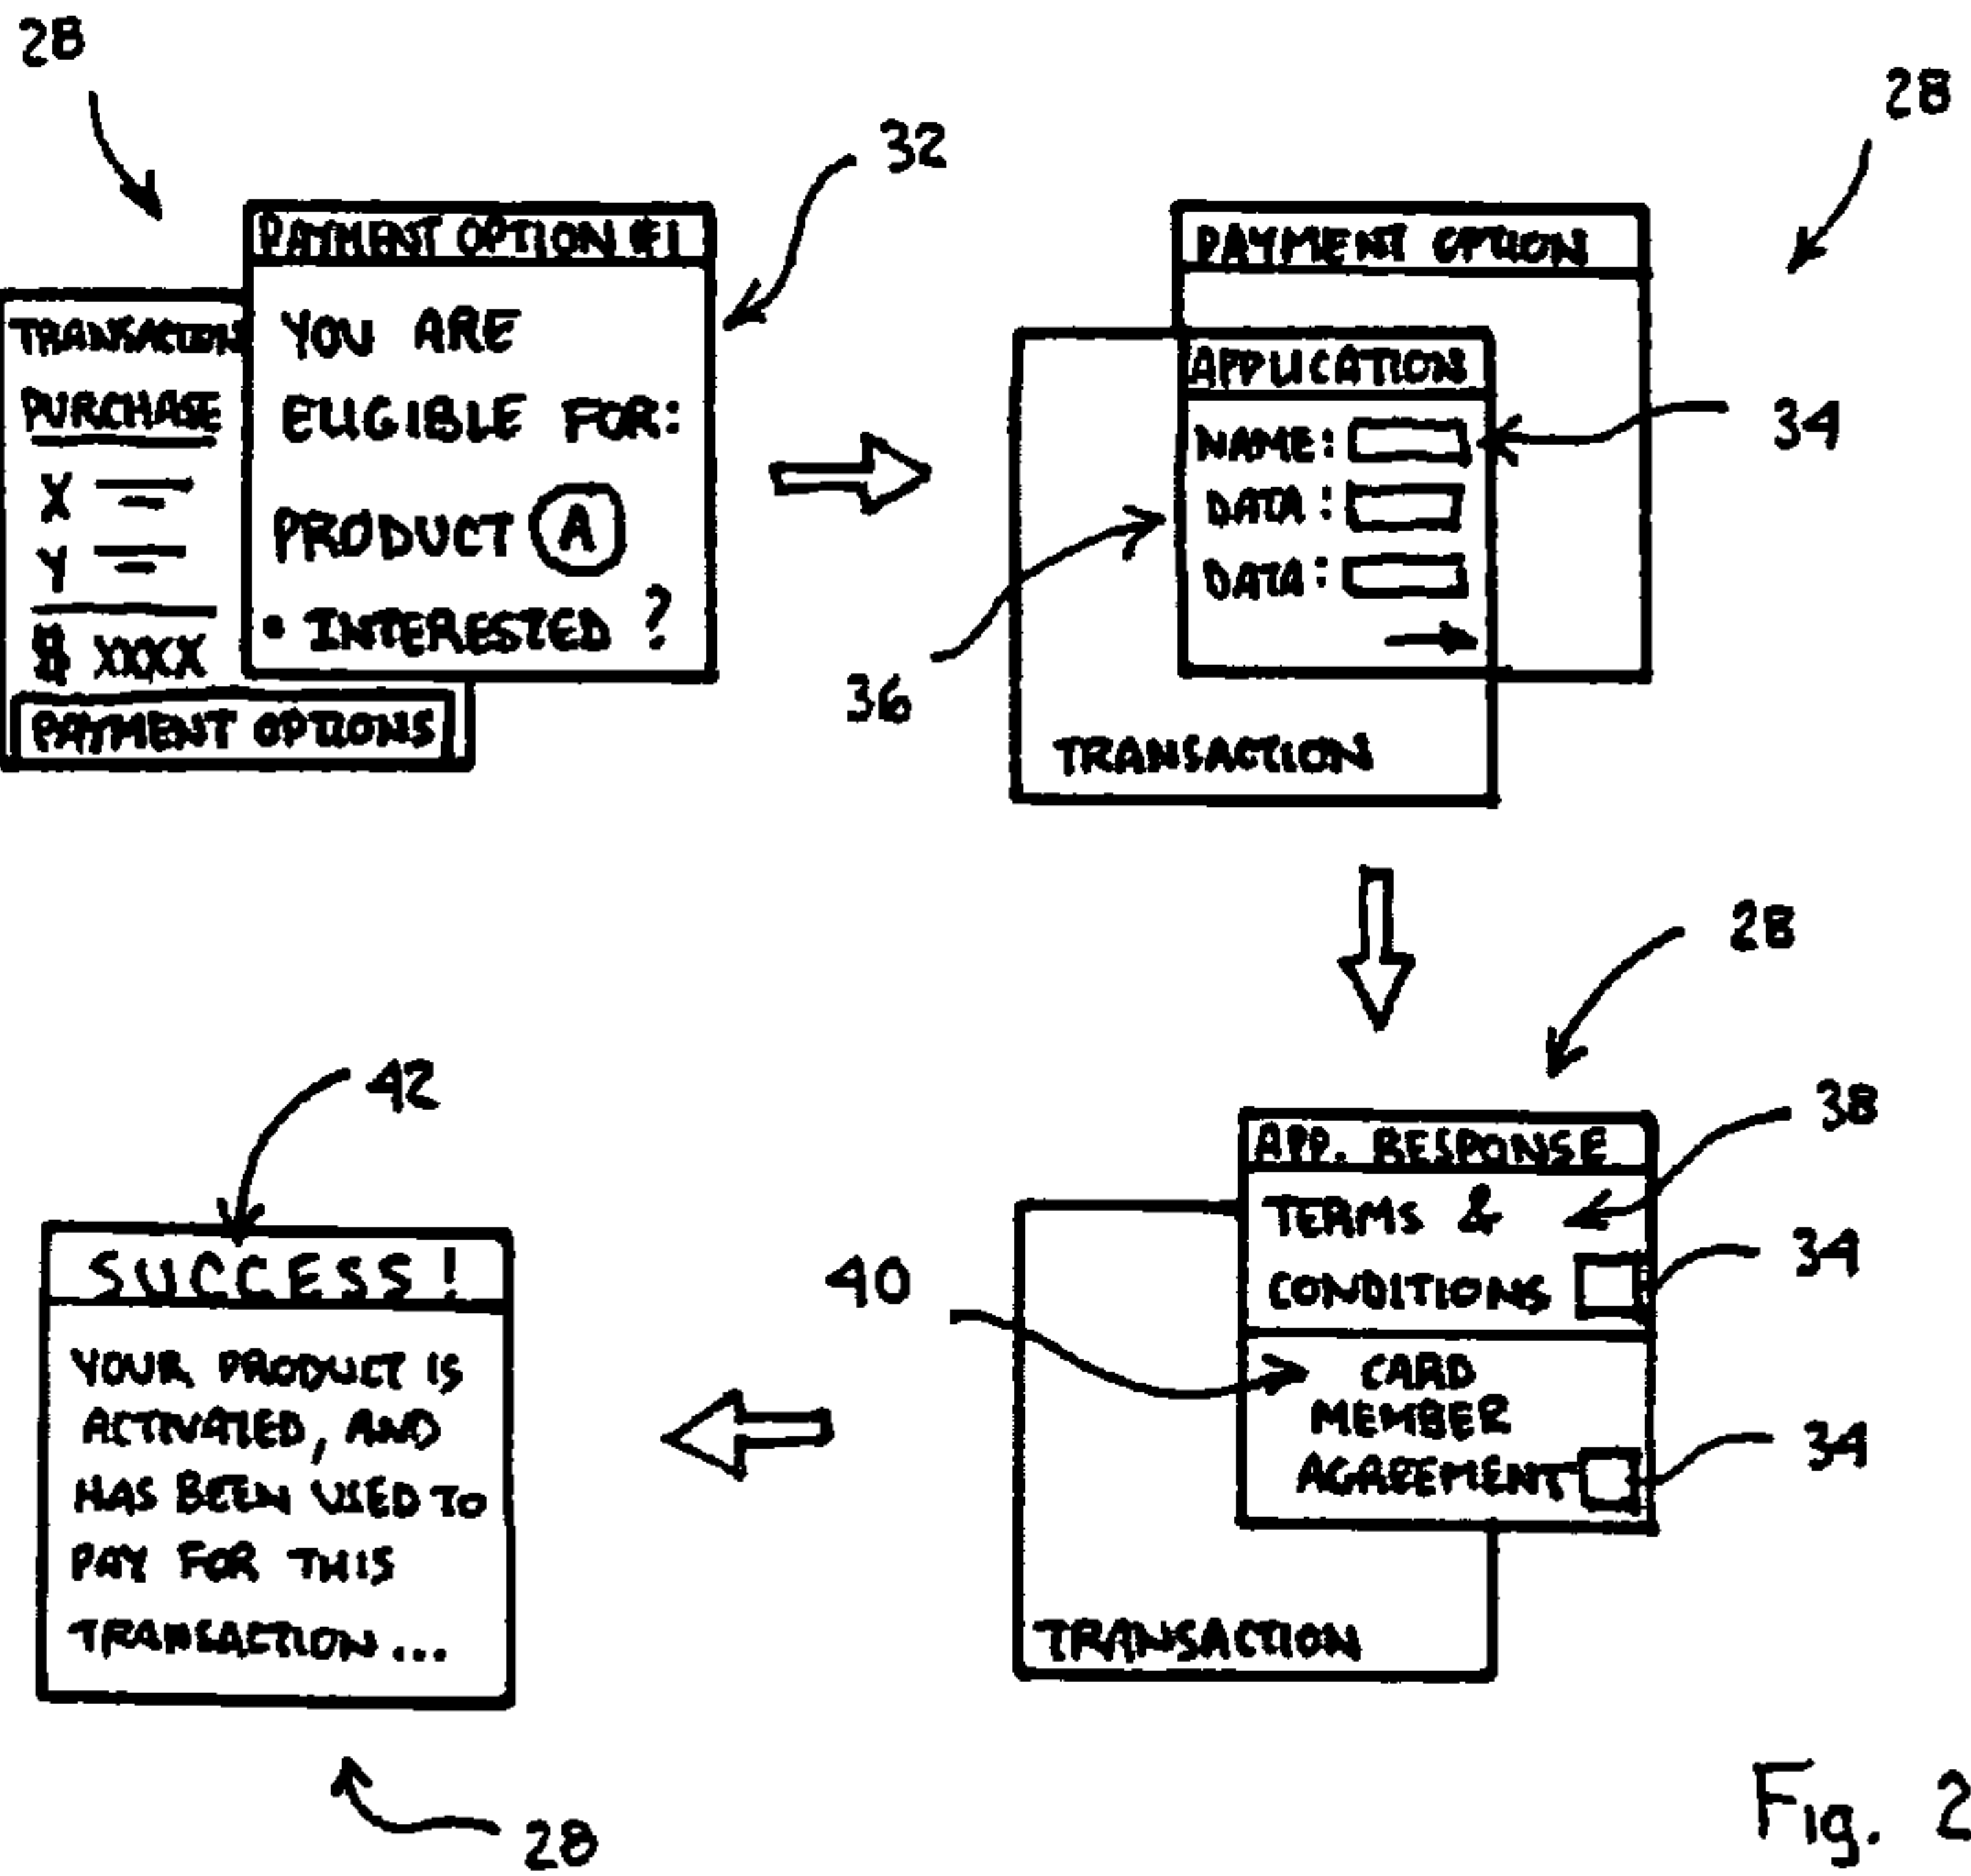 28
32
PAYMENT OPTION #1
YOU ARE
ELIGIBLE FOR:
PRODUCT A
• INTERESTED ?
TRANSACTION
PURCHASE
X
Y
$ XXXX
PAYMENT OPTIONS
28
PAYMENT OPTION
APPLICATION
NAME:
DATA:
DATA:
34
36
TRANSACTION
28
APP. RESPONSE
38
TERMS &
CONDITIONS
34
40
CARD
MEMBER
AGREEMENT
34
TRANSACTION
42
SUCCESS!
YOUR PRODUCT IS
ACTIVATED, AND
HAS BEEN USED TO
PAY FOR THIS
TRANSACTION...
28
Fig. 2